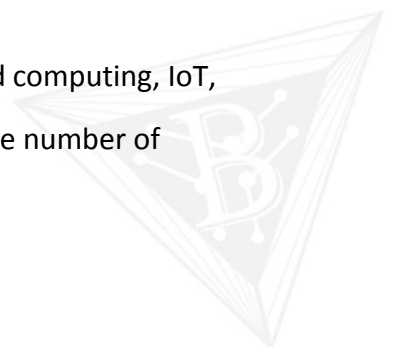 d computing, IoT,
e number of
B